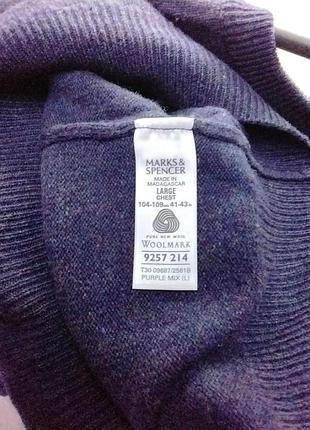 MARKS &
SPENCER
MADE IN
MADAGASCAR
LARGE
CHEST
104-109cm 41-43in
PURE NEW WOOL
WOOLMARK
9257 214
T30 09687/2561B
PURPLE MIX (L)